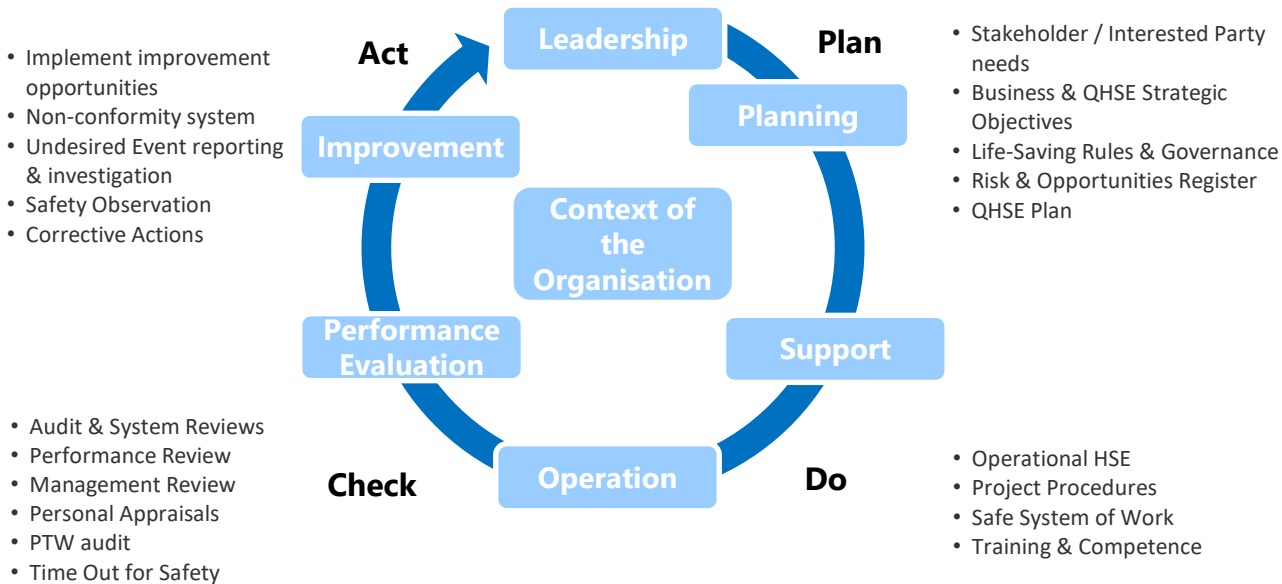 Act
• Implement improvement
opportunities
• Non-conformity system
• Undesired Event reporting
& investigation
• Safety Observation
• Corrective Actions
Leadership
Plan
• Stakeholder / Interested Party
needs
• Business & QHSE Strategic
Objectives
• Life-Saving Rules & Governance
• Risk & Opportunities Register
• QHSE Plan
Planning
Improvement
Context of
the
Organisation
Performance
Evaluation
Support
Operation
Check
• Audit & System Reviews
• Performance Review
• Management Review
• Personal Appraisals
• PTW audit
• Time Out for Safety
Do
• Operational HSE
• Project Procedures
• Safe System of Work
• Training & Competence